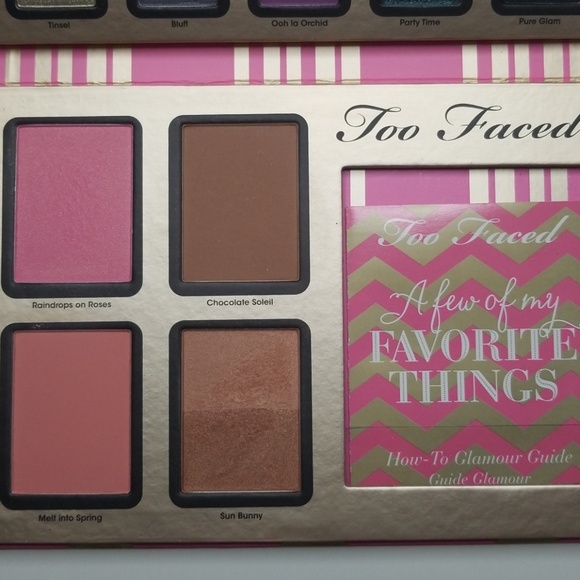 Tinsel
Bluff
Ooh la Orchid
Party Time
Pure Glam
Too Faced
Raindrops on Roses
Chocolate Soleil
Too Faced
A few of my
FAVORITE
THINGS
How-To Glamour Guide
Guide Glamour
Melt into Spring
Sun Bunny